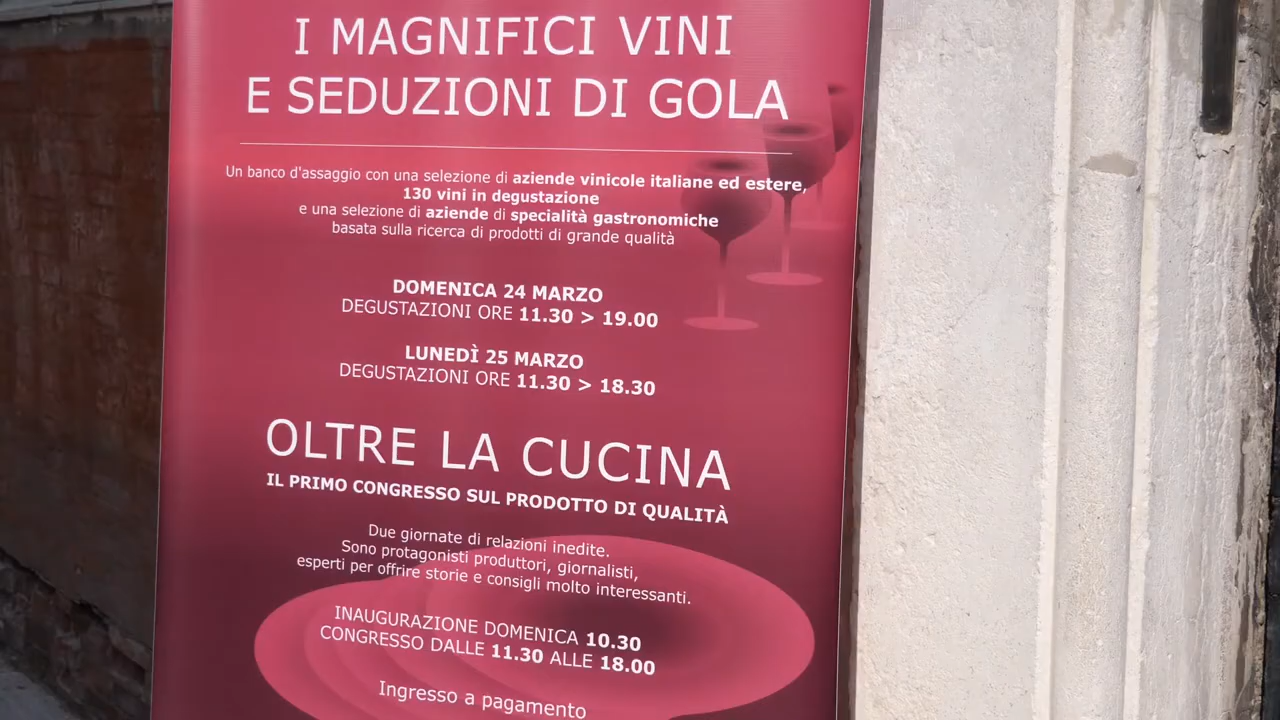 I MAGNIFICI VINI
E SEDUZIONI DI GOLA
Un banco d'assaggio con una selezione di aziende vinicole italiane ed estere,
130 vini in degustazione
e una selezione di aziende di specialità gastronomiche
basata sulla ricerca di prodotti di grande qualità
DOMENICA 24 MARZO
DEGUSTAZIONI ORE 11.30 > 19.00
LUNEDÌ 25 MARZO
DEGUSTAZIONI ORE 11.30 > 18.30
OLTRE LA CUCINA
IL PRIMO CONGRESSO SUL PRODOTTO DI QUALITÀ
Due giornate di relazioni inedite.
Sono protagonisti produttori, giornalisti,
esperti per offrire storie e consigli molto interessanti.
INAUGURAZIONE DOMENICA 10.30
CONGRESSO DALLE 11.30 ALLE 18.00
Ingresso a pagamento